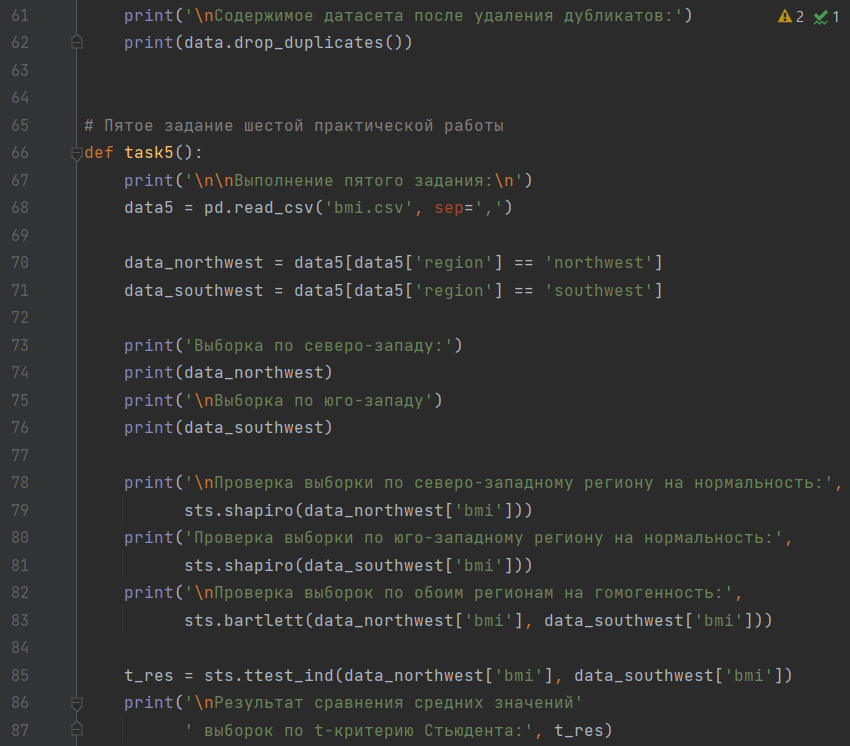 61 print('\nСодержимое датасета после удаления дубликатов:') 2 1
62 print(data.drop_duplicates())
63
64
65 # Пятое задание шестой практической работы
66 def task5():
67 print('\n\nВыполнение пятого задания:\n')
68 data5 = pd.read_csv('bmi.csv', sep=',')
69
70 data_northwest = data5[data5['region'] == 'northwest']
71 data_southwest = data5[data5['region'] == 'southwest']
72
73 print('Выборка по северо-западу:')
74 print(data_northwest)
75 print('\nВыборка по юго-западу')
76 print(data_southwest)
77
78 print('\nПроверка выборки по северо-западному региону на нормальность:',
79 sts.shapiro(data_northwest['bmi']))
80 print('Проверка выборки по юго-западному региону на нормальность:',
81 sts.shapiro(data_southwest['bmi']))
82 print('\nПроверка выборок по обоим регионам на гомогенность:',
83 sts.bartlett(data_northwest['bmi'], data_southwest['bmi']))
84
85 t_res = sts.ttest_ind(data_northwest['bmi'], data_southwest['bmi'])
86 print('\nРезультат сравнения средних значений'
87 ' выборок по t-критерию Стьюдента:', t_res)